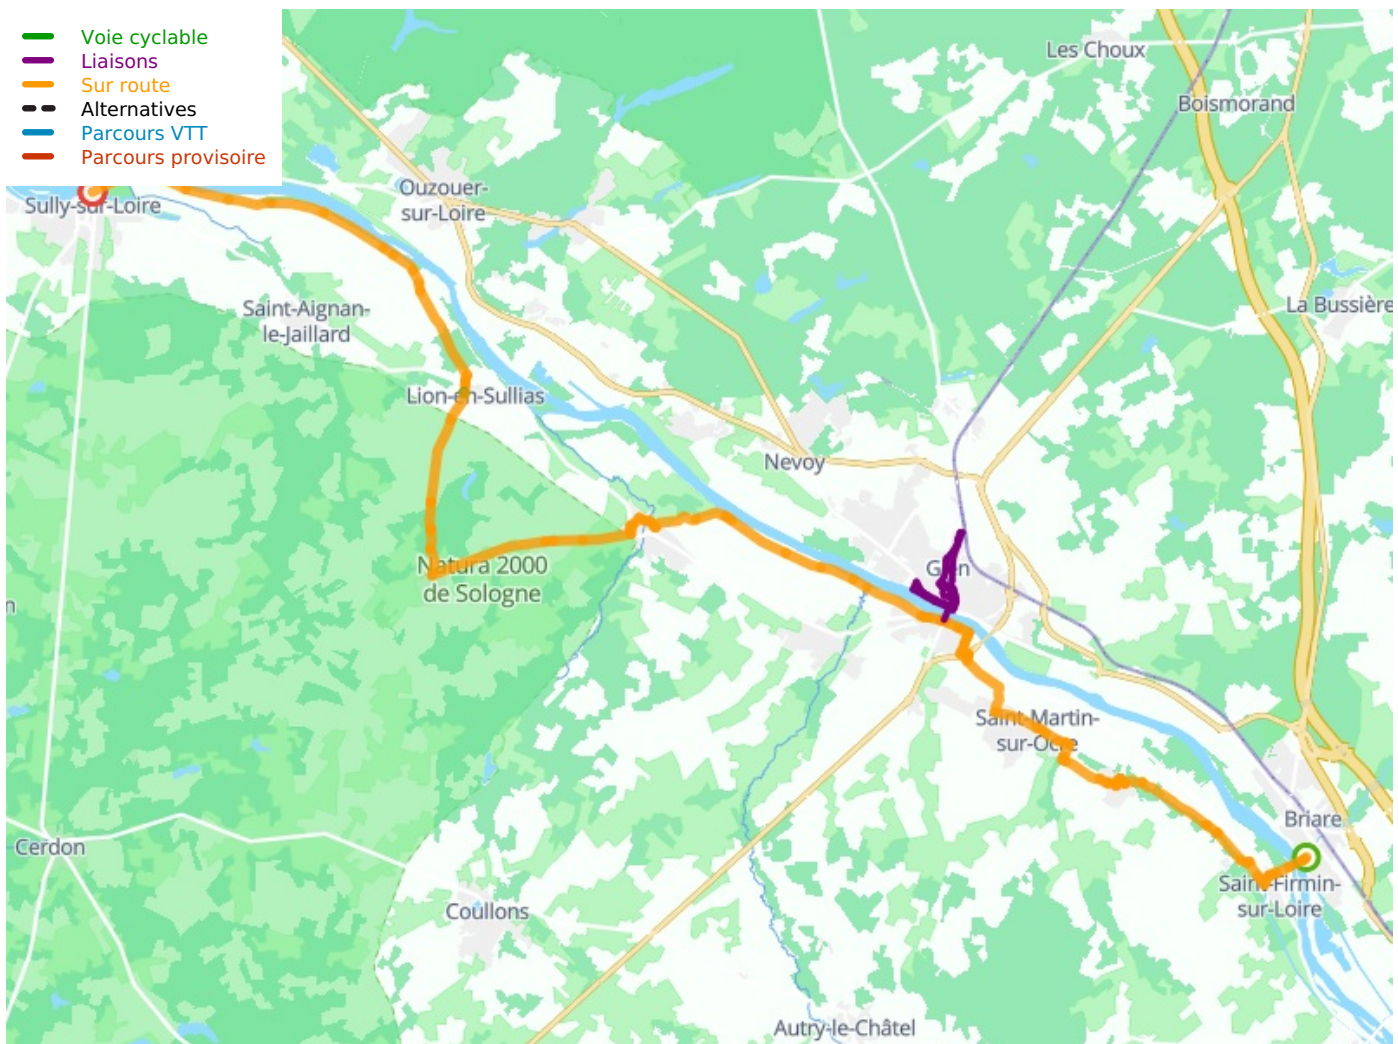 Voie cyclable
Liaisons
Sur route
Alternatives
Parcours VTT
Parcours provisoire
Les Choux
Boismorand
Ouzouer-
sur-Loire
Sully-sur-Loire
La Bussière
Saint-Aignan-
le-Jaillard
Lion-en-Sullias
Nevoy
Natura 2000
de Sologne
Gien
n
Saint-Martin-
sur-Ocre
Briare
Cerdon
Saint-Firmin-
sur-Loire
Coullons
Autry-le-Châtel